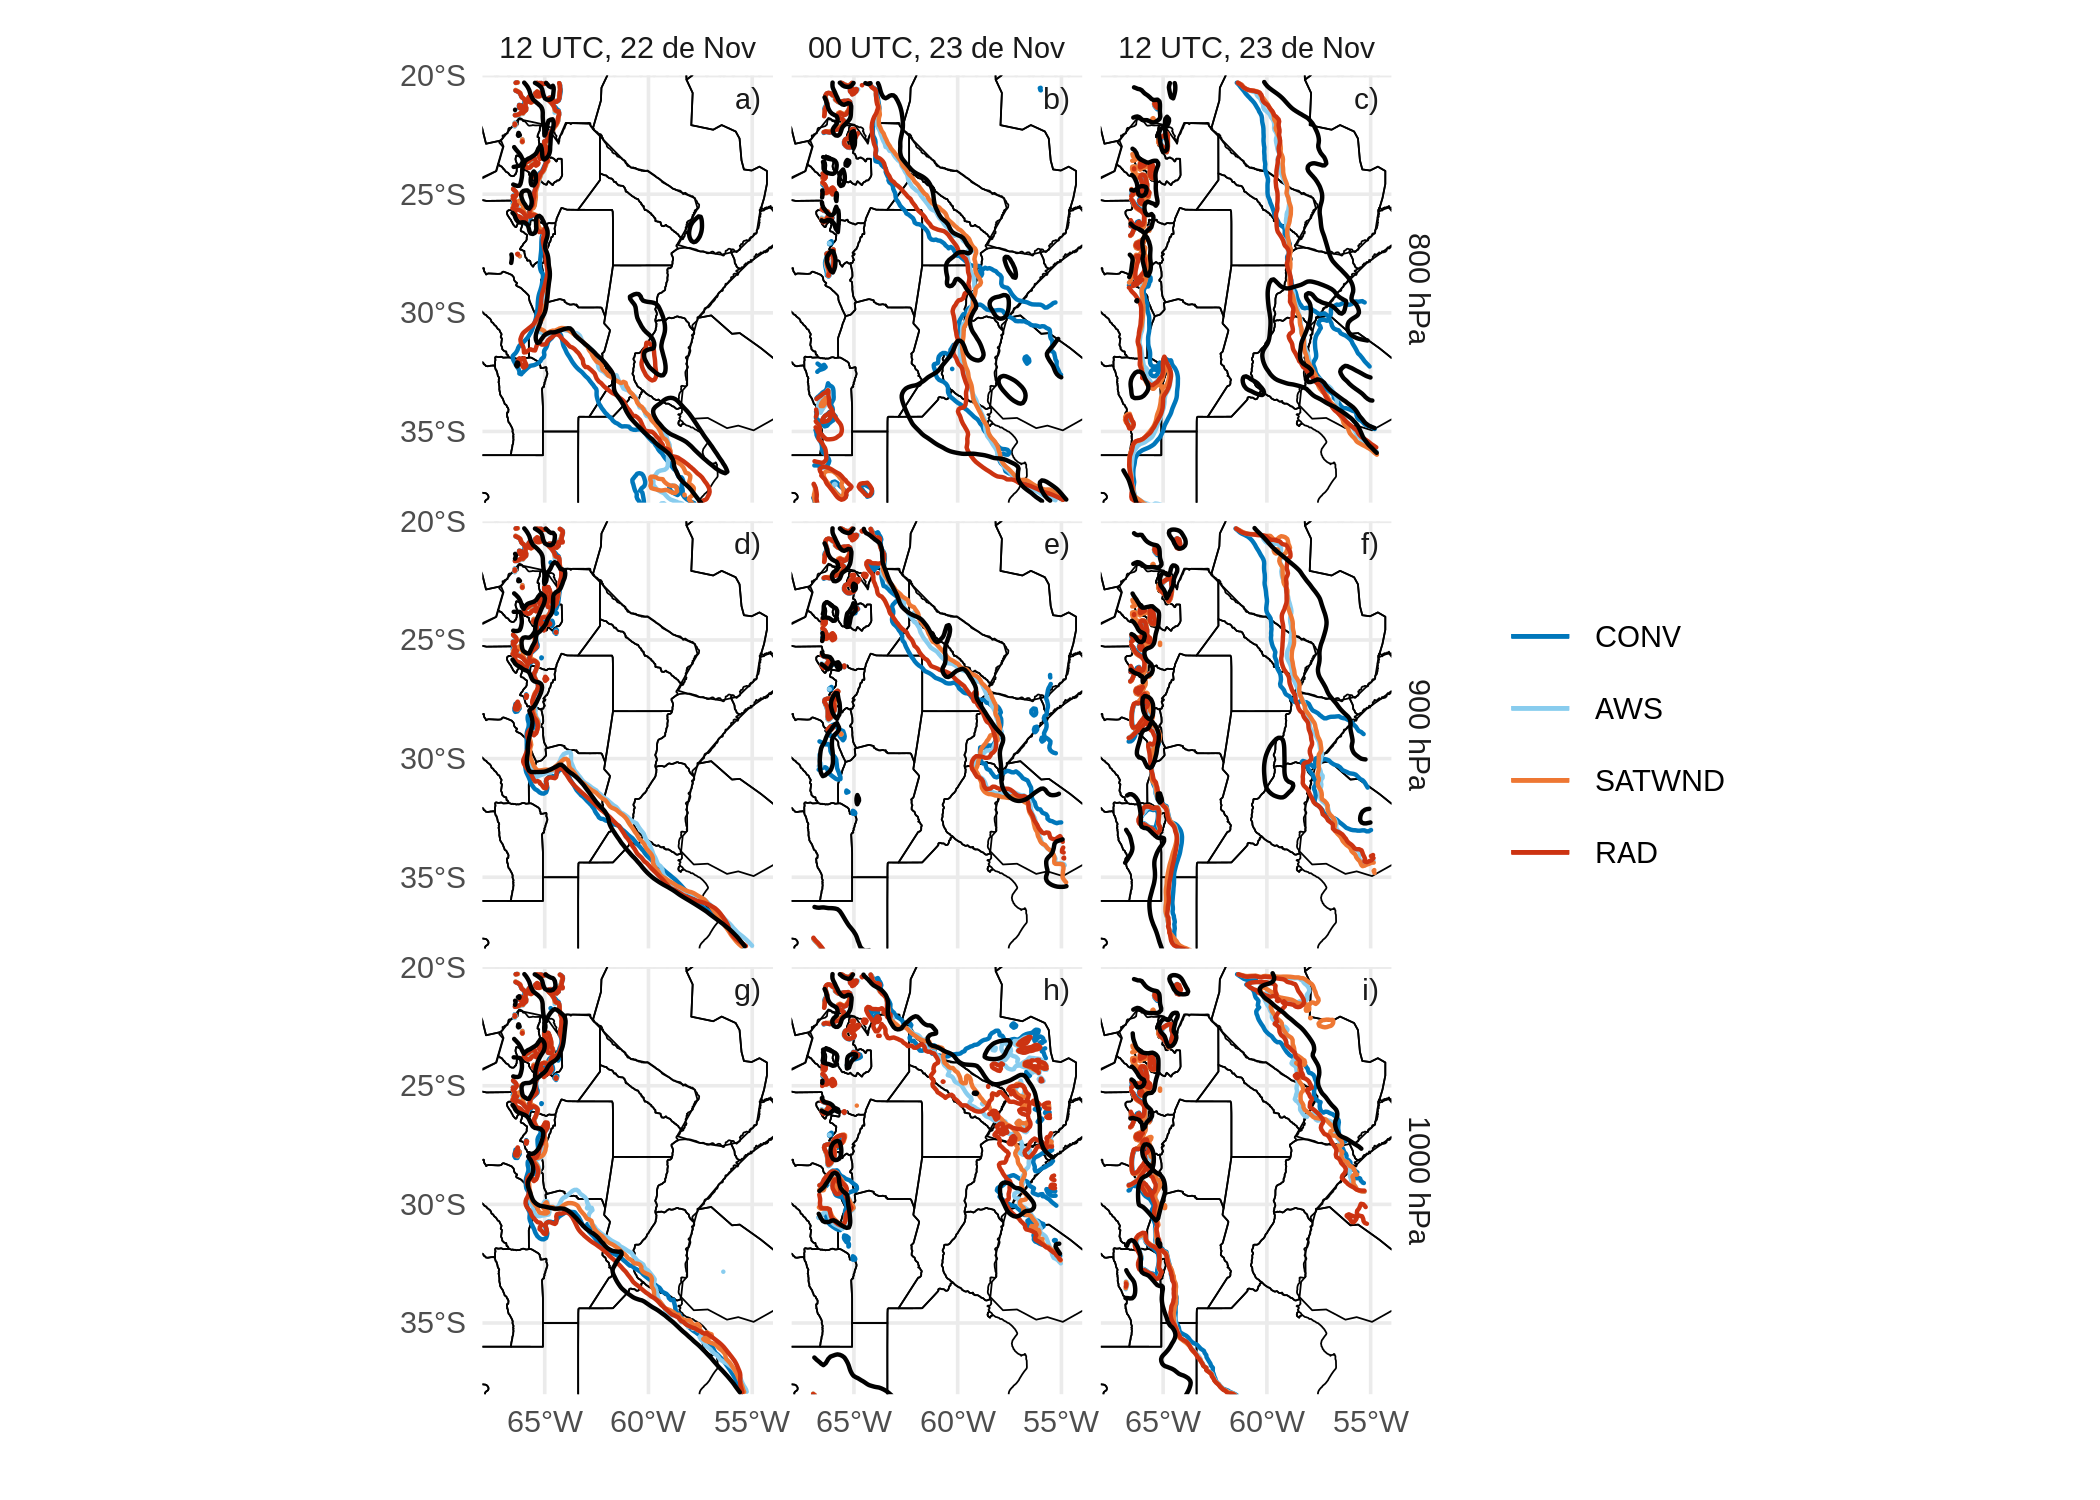 12 UTC, 22 de Nov 00 UTC, 23 de Nov 12 UTC, 23 de Nov
20°S
a) b) c)
25°S
800 hPa
30°S
35°S
20°S
d) e) f)
25°S
900 hPa
30°S
35°S
20°S
g) h) i)
25°S
1000 hPa
30°S
35°S
65°W 60°W 55°W 65°W 60°W 55°W 65°W 60°W 55°W
CONV
AWS
SATWND
RAD